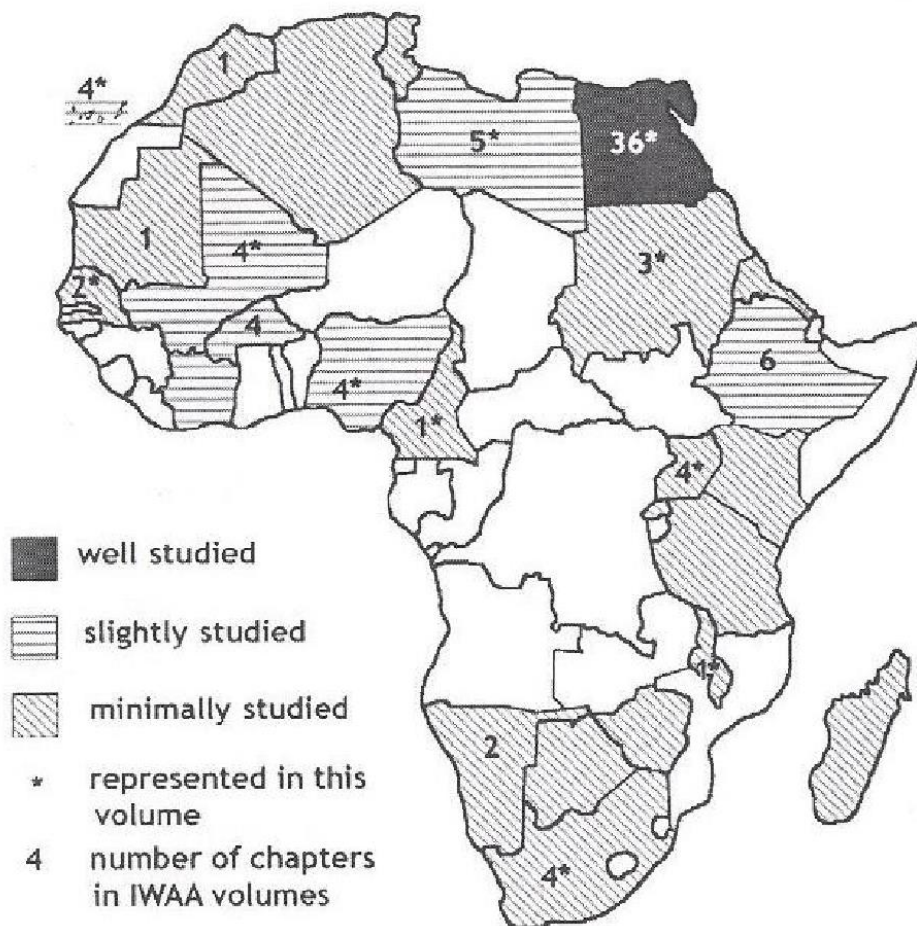 1
4*
5*
36*
1
4*
3*
2*
4
6
4*
1*
4*
1*
2
4*
well studied
slightly studied
minimally studied
* represented in this
volume
4 number of chapters
in IWAA volumes